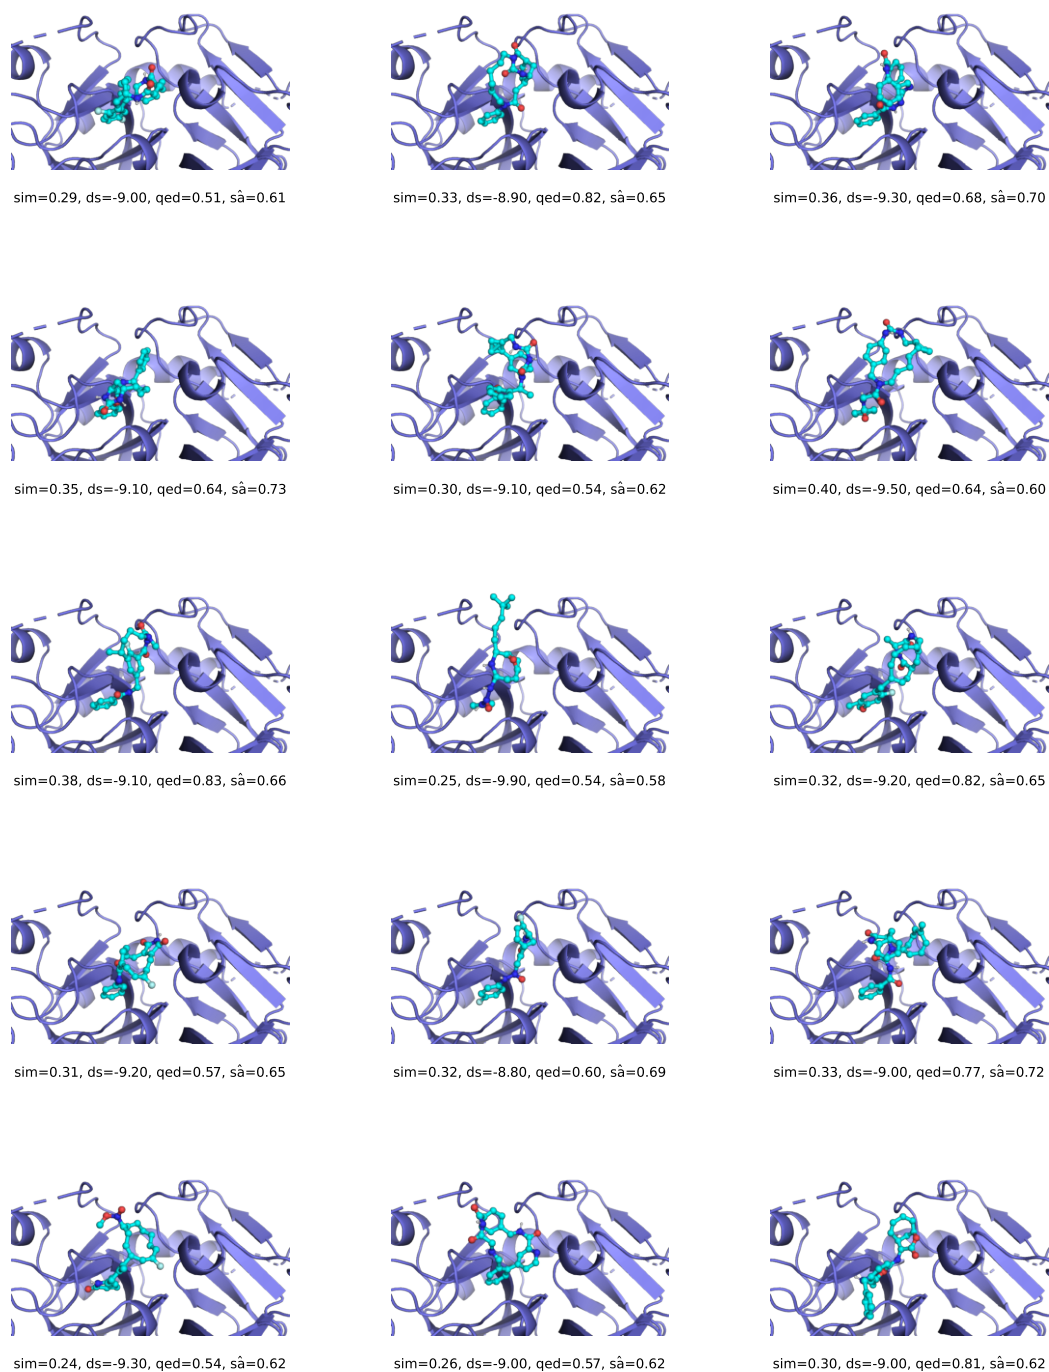 sim=0.29, ds=-9.00, qed=0.51, sâ=0.61
sim=0.33, ds=-8.90, qed=0.82, sâ=0.65
sim=0.36, ds=-9.30, qed=0.68, sâ=0.70
sim=0.35, ds=-9.10, qed=0.64, sâ=0.73
sim=0.30, ds=-9.10, qed=0.54, sâ=0.62
sim=0.40, ds=-9.50, qed=0.64, sâ=0.60
sim=0.38, ds=-9.10, qed=0.83, sâ=0.66
sim=0.25, ds=-9.90, qed=0.54, sâ=0.58
sim=0.32, ds=-9.20, qed=0.82, sâ=0.65
sim=0.31, ds=-9.20, qed=0.57, sâ=0.65
sim=0.32, ds=-8.80, qed=0.60, sâ=0.69
sim=0.33, ds=-9.00, qed=0.77, sâ=0.72
sim=0.24, ds=-9.30, qed=0.54, sâ=0.62
sim=0.26, ds=-9.00, qed=0.57, sâ=0.62
sim=0.30, ds=-9.00, qed=0.81, sâ=0.62